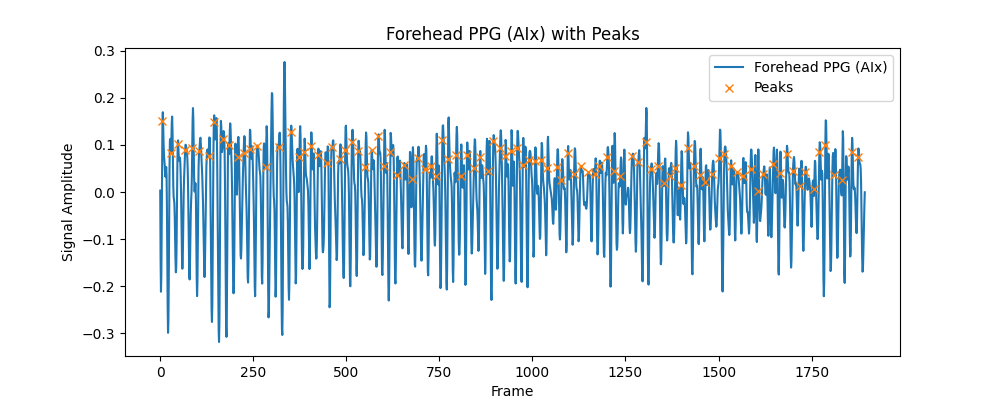 Forehead PPG (AIx) with Peaks
Forehead PPG (AIx)
Peaks
0.3
0.2
0.1
0.0
−0.1
−0.2
−0.3
Signal Amplitude
0 250 500 750 1000 1250 1500 1750
Frame